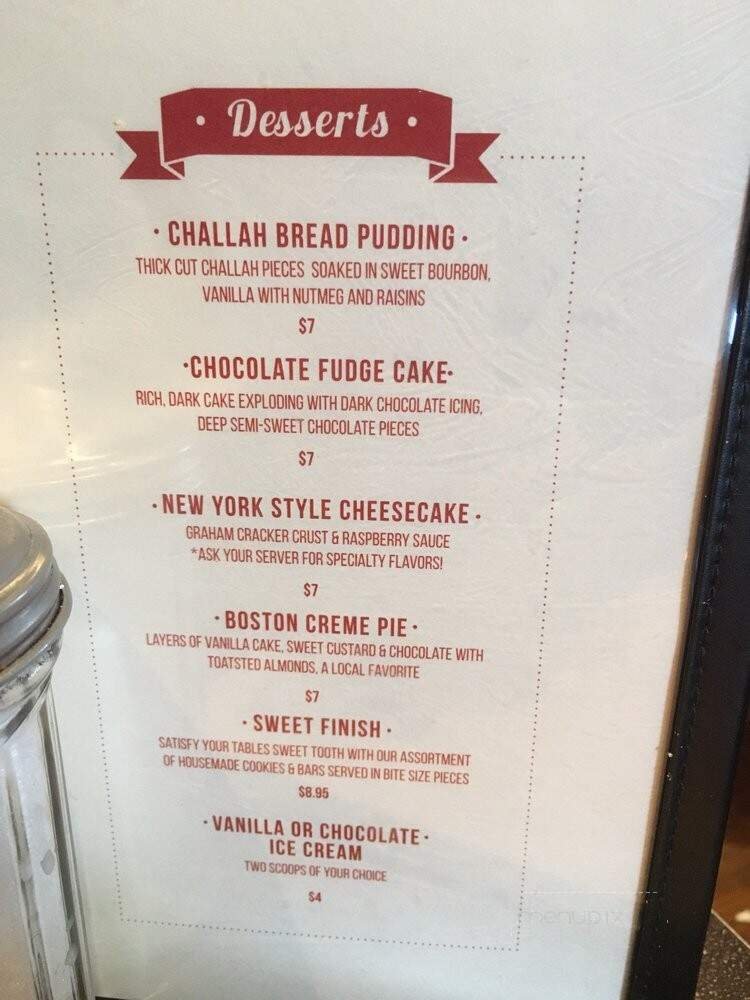 • Desserts •
• CHALLAH BREAD PUDDING •
THICK CUT CHALLAH PIECES SOAKED IN SWEET BOURBON,
VANILLA WITH NUTMEG AND RAISINS
$7
•CHOCOLATE FUDGE CAKE•
RICH, DARK CAKE EXPLODING WITH DARK CHOCOLATE ICING,
DEEP SEMI-SWEET CHOCOLATE PIECES
$7
• NEW YORK STYLE CHEESECAKE •
GRAHAM CRACKER CRUST & RASPBERRY SAUCE
*ASK YOUR SERVER FOR SPECIALTY FLAVORS!
$7
• BOSTON CREME PIE •
LAYERS OF VANILLA CAKE, SWEET CUSTARD & CHOCOLATE WITH
TOATSTED ALMONDS, A LOCAL FAVORITE
$7
• SWEET FINISH •
SATISFY YOUR TABLES SWEET TOOTH WITH OUR ASSORTMENT
OF HOUSEMADE COOKIES & BARS SERVED IN BITE SIZE PIECES
$8.95
• VANILLA OR CHOCOLATE •
ICE CREAM
TWO SCOOPS OF YOUR CHOICE
$4